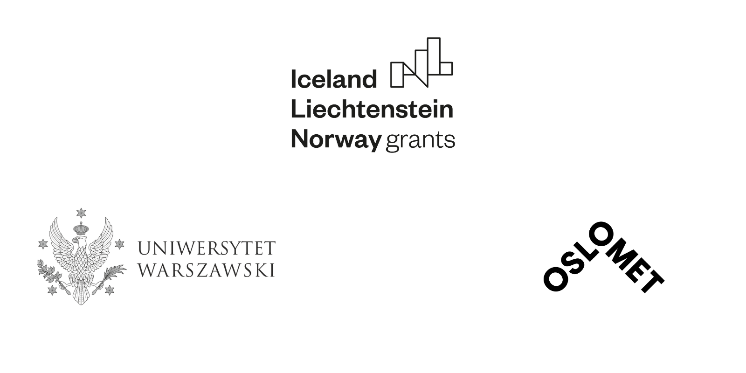 Iceland
Liechtenstein
Norway grants
UNIWERSYTET
WARSZAWSKI
OSLOMET